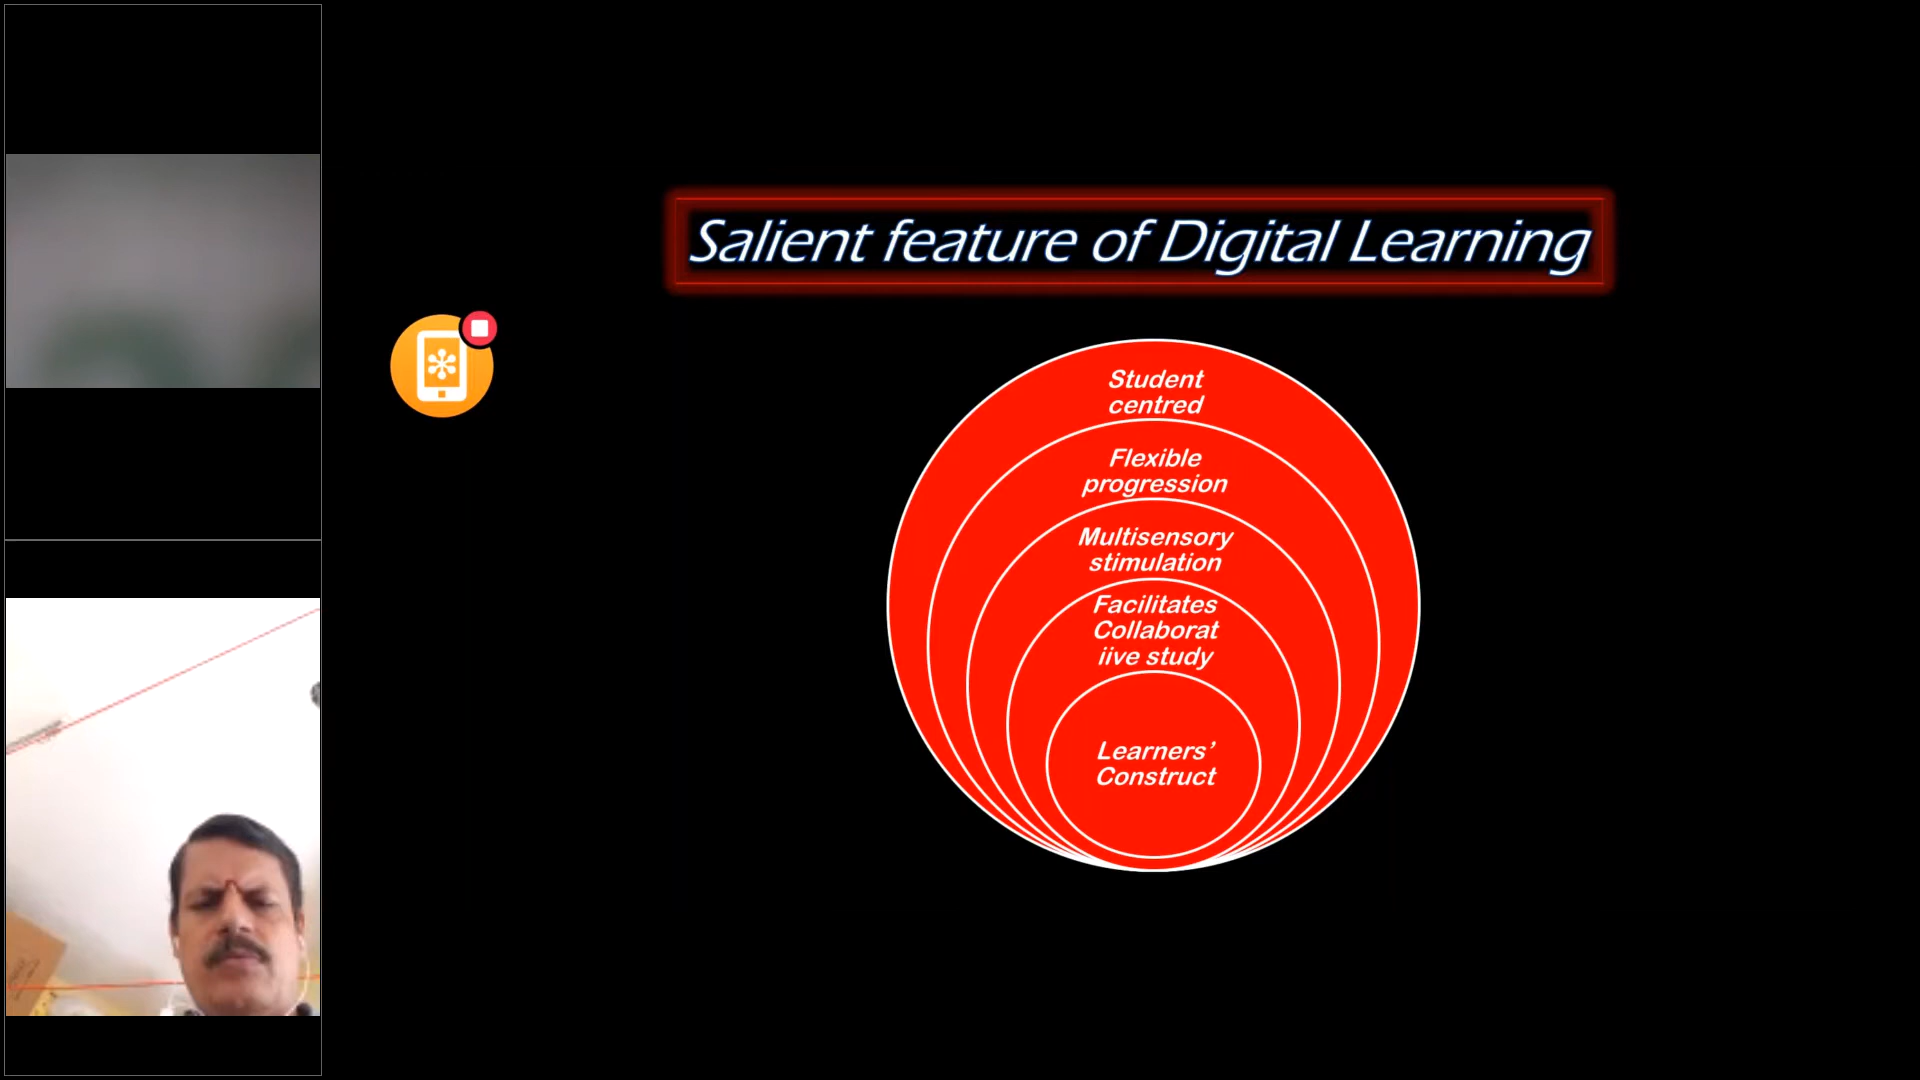 Salient feature of Digital Learning
Student
centred
Flexible
progression
Multisensory
stimulation
Facilitates
Collaborat
iive study
Learners’
Construct